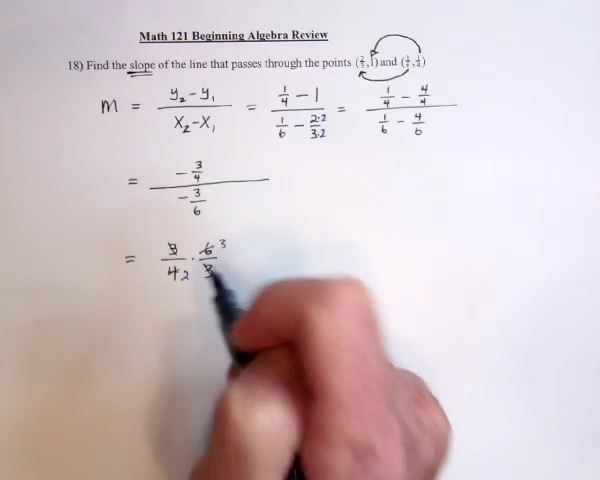 Math 121 Beginning Algebra Review
18) Find the slope of the line that passes through the points (2/3, 1) and (1/6, 1/4)
m = (y₂ - y₁)/(x₂ - x₁) = (1/4 - 1)/(1/6 - 2·2/3·2) = (1/4 - 4/4)/(1/6 - 4/6)
= (-3/4)/(-3/6)
= 3/4 2 · 6/3 3